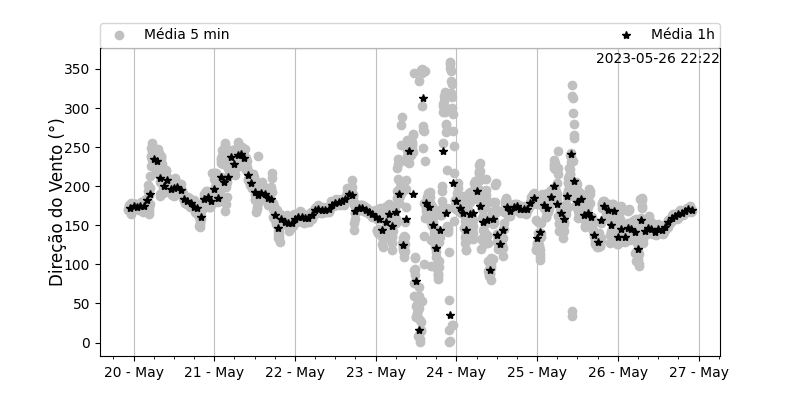 Média 5 min
Média 1h
2023-05-26 22:22
Direção do Vento (°)
350
300
250
200
150
100
50
0
20 - May
21 - May
22 - May
23 - May
24 - May
25 - May
26 - May
27 - May